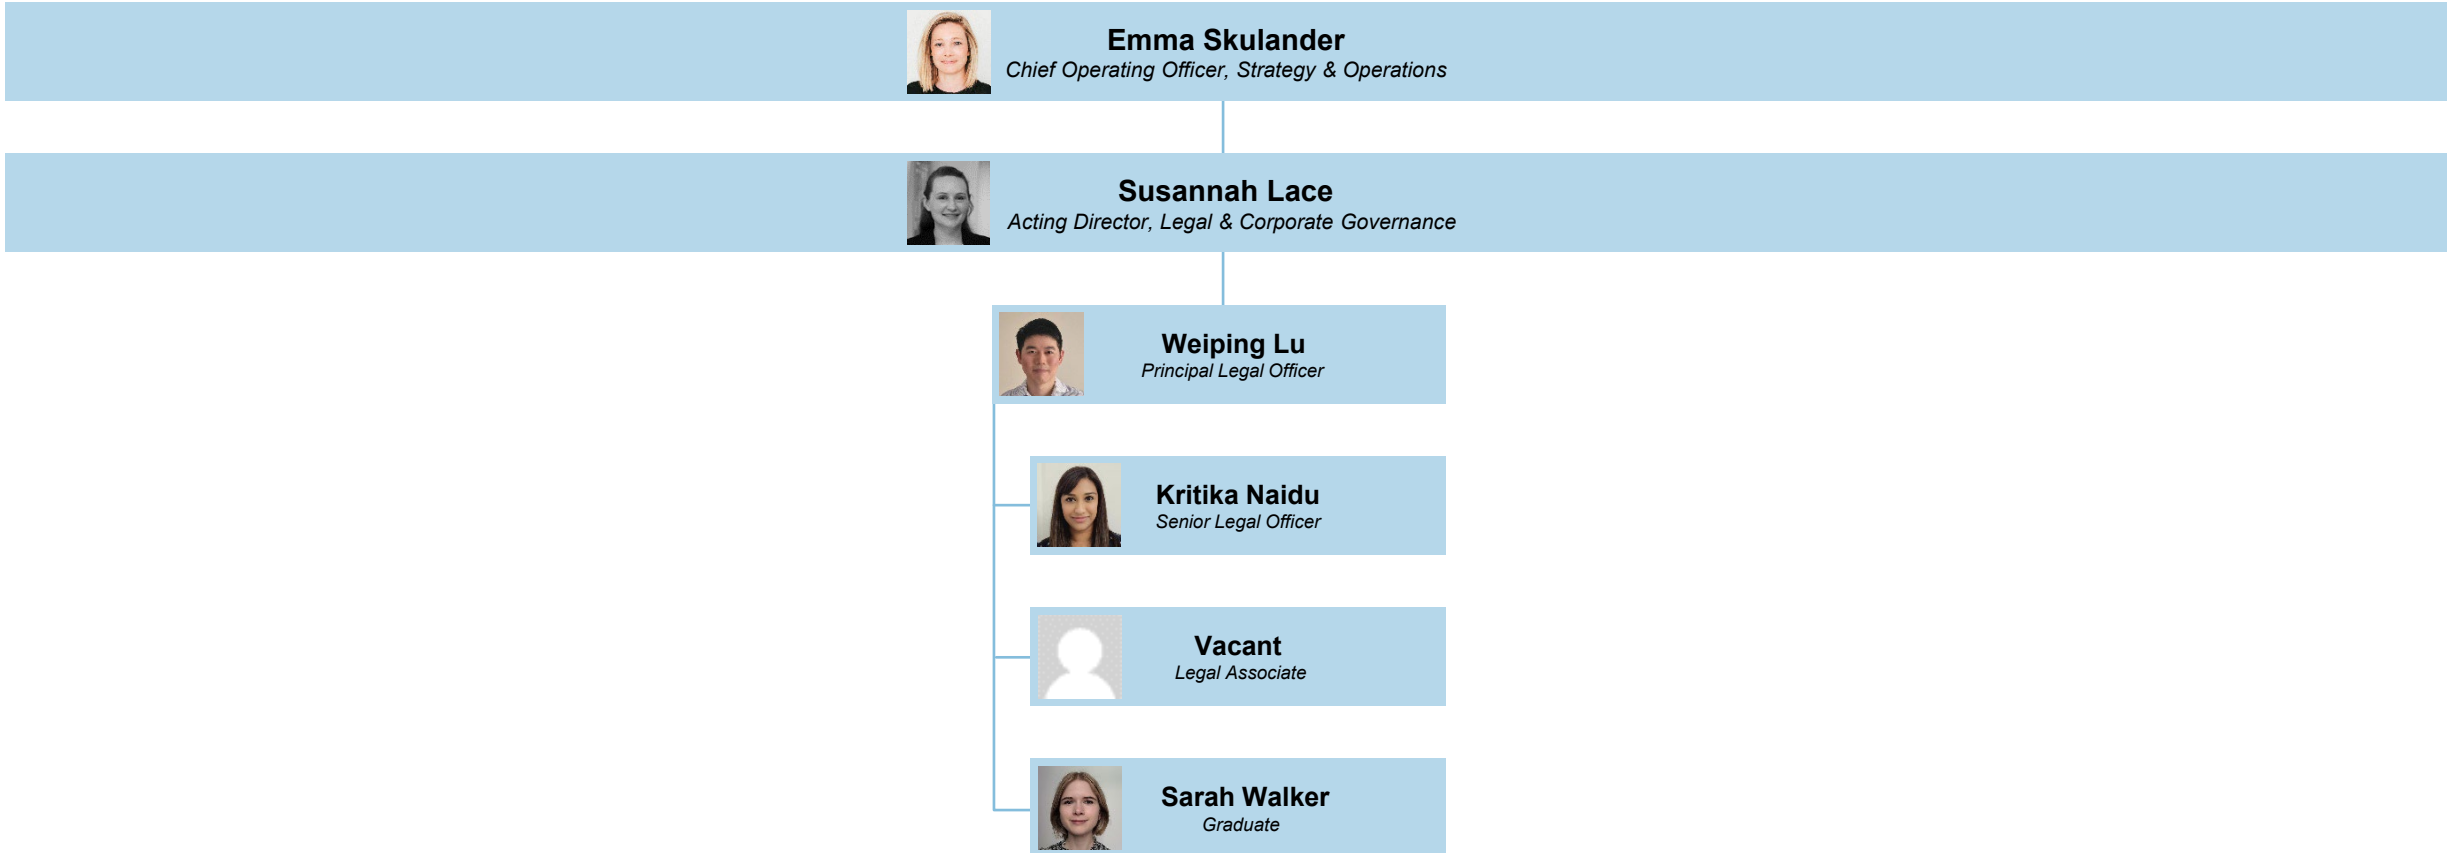 Emma Skulander
Chief Operating Officer, Strategy & Operations
Susannah Lace
Acting Director, Legal & Corporate Governance
Weiping Lu
Principal Legal Officer
Kritika Naidu
Senior Legal Officer
Vacant
Legal Associate
Sarah Walker
Graduate